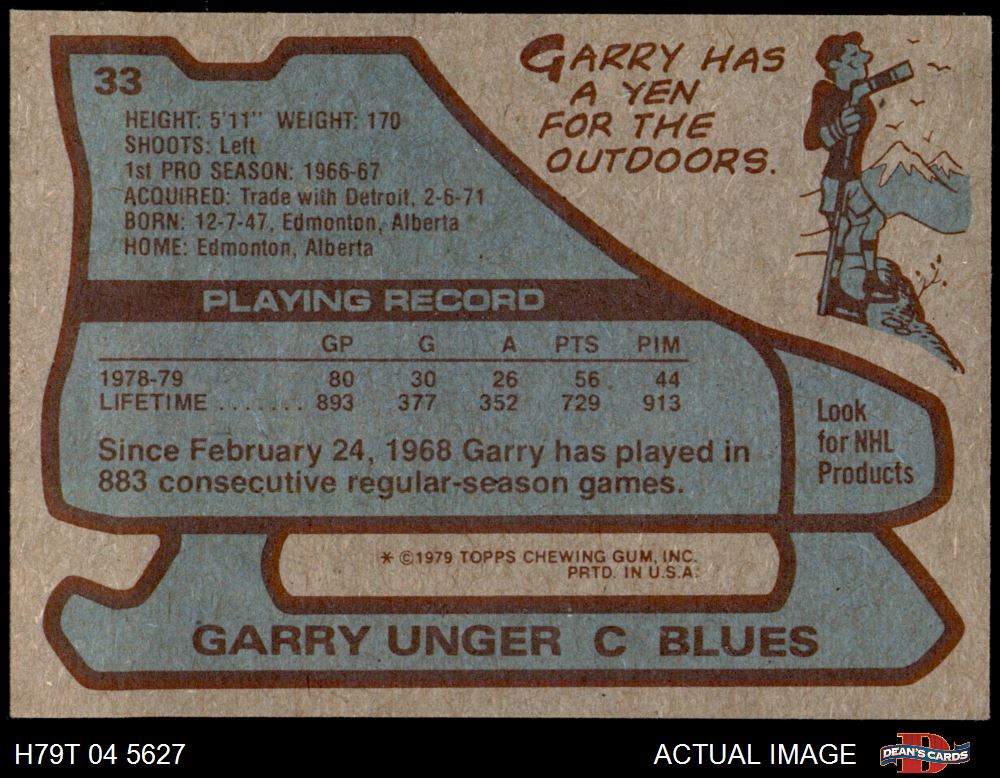 33
HEIGHT: 5'11" WEIGHT: 170
SHOOTS: Left
1st PRO SEASON: 1966-67
ACQUIRED: Trade with Detroit, 2-6-71
BORN: 12-7-47, Edmonton, Alberta
HOME: Edmonton, Alberta
GARRY HAS
A YEN
FOR THE
OUTDOORS.
PLAYING RECORD
GP G A PTS PIM
1978-79 80 30 26 56 44
LIFETIME ....... 893 377 352 729 913
Since February 24, 1968 Garry has played in
883 consecutive regular-season games.
Look
for NHL
Products
* ©1979 TOPPS CHEWING GUM, INC.
PRTD. IN U.S.A.
GARRY UNGER C BLUES
H79T 04 5627
ACTUAL IMAGE
DEAN'S CARDS